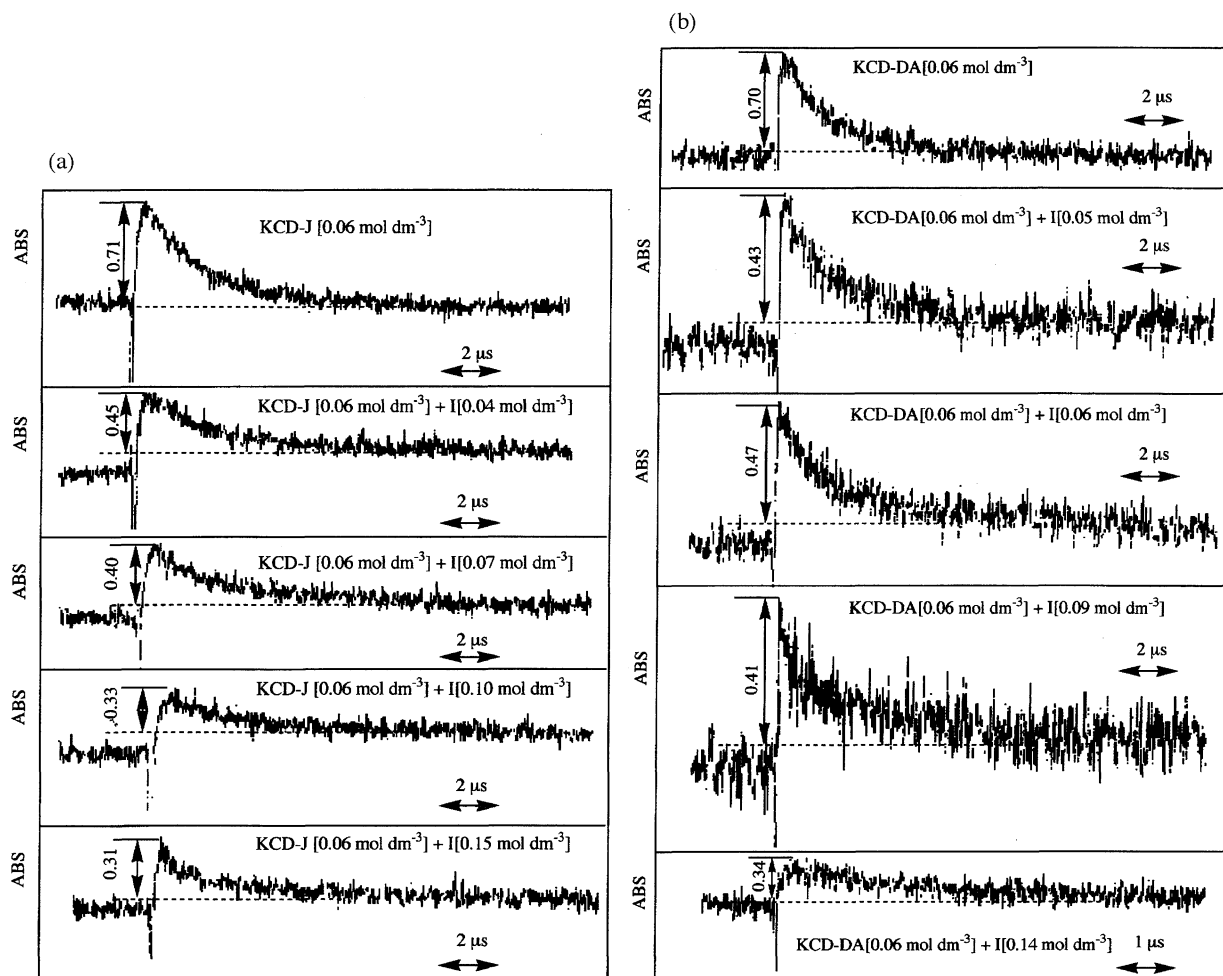 (a)
ABS
0.71
KCD-J [0.06 mol dm⁻³]
2 μs
ABS
0.45
KCD-J [0.06 mol dm⁻³] + I[0.04 mol dm⁻³]
2 μs
ABS
0.40
KCD-J [0.06 mol dm⁻³] + I[0.07 mol dm⁻³]
2 μs
ABS
0.33
KCD-J [0.06 mol dm⁻³] + I[0.10 mol dm⁻³]
2 μs
ABS
0.31
KCD-J [0.06 mol dm⁻³] + I[0.15 mol dm⁻³]
2 μs
(b)
ABS
0.70
KCD-DA[0.06 mol dm⁻³]
2 μs
ABS
0.43
KCD-DA[0.06 mol dm⁻³] + I[0.05 mol dm⁻³]
2 μs
ABS
0.47
KCD-DA[0.06 mol dm⁻³] + I[0.06 mol dm⁻³]
2 μs
ABS
0.41
KCD-DA[0.06 mol dm⁻³] + I[0.09 mol dm⁻³]
2 μs
ABS
0.34
KCD-DA[0.06 mol dm⁻³] + I[0.14 mol dm⁻³]
1 μs